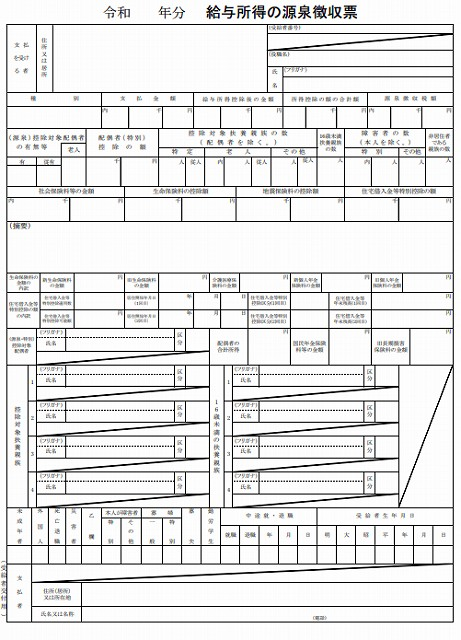 令和 年分 給与所得の源泉徴収票
支払を受ける者
住所又は居所
(受給者番号)
(役職名)
氏名
(フリガナ)
種 別
支 払 金 額
給与所得控除後の金額
所得控除の額の合計額
源 泉 徴 収 税 額
内 千 円 千 円 千 円 内 千 円
(源泉)控除対象配偶者の有無等
老人
配偶者(特別)控除の額
控除対象扶養親族の数
(配偶者を除く。)
特 定 老 人 その他
16歳未満扶養親族の数
障害者の数
(本人を除く。)
特 別 その他
非居住者である親族の数
有 従有
千 円
人 従人 内 人 従人 人 従人 人 内 人 人 人
社会保険料等の金額
生命保険料の控除額
地震保険料の控除額
住宅借入金等特別控除の額
内 千 円 千 円 千 円 千 円
(摘要)
生命保険料の金額の内訳
新生命保険料の金額 円
旧生命保険料の金額 円
介護医療保険料の金額 円
新個人年金保険料の金額 円
旧個人年金保険料の金額 円
住宅借入金等特別控除の額の内訳
住宅借入金等特別控除適用数
居住開始年月日(1回目)
年 月 日
住宅借入金等特別控除区分(1回目)
住宅借入金等年末残高(1回目)
円
住宅借入金等特別控除可能額
円
居住開始年月日(2回目)
年 月 日
住宅借入金等特別控除区分(2回目)
住宅借入金等年末残高(2回目)
円
(源泉・特別)控除対象配偶者
(フリガナ)
氏名
区分
配偶者の合計所得
円
国民年金保険料等の金額
円
旧長期損害保険料の金額
円
控除対象扶養親族
1
(フリガナ)
氏名
区分
2
(フリガナ)
氏名
区分
3
(フリガナ)
氏名
区分
4
(フリガナ)
氏名
区分
16歳未満の扶養親族
1
(フリガナ)
氏名
区分
2
(フリガナ)
氏名
区分
3
(フリガナ)
氏名
区分
4
(フリガナ)
氏名
区分
未成年者
外国人
死亡退職
災害者
乙欄
本人が障害者
特別
その他
寡婦
一般
特別
寡夫
勤労学生
中 途 就 ・ 退 職
就職 退職 年 月 日
受 給 者 生 年 月 日
明 大 昭 平 年 月 日
(受給者交付用)
支払者
住所(居所)又は所在地
氏名又は名称
(電話)